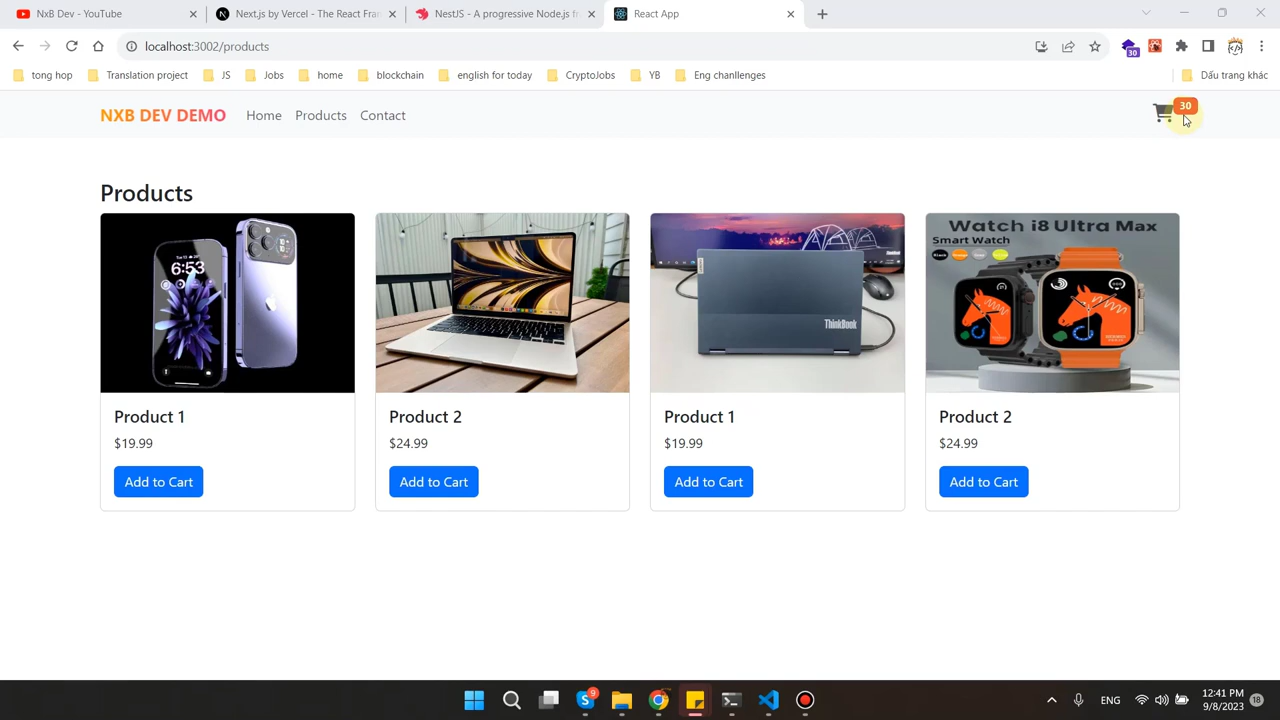 NxB Dev - YouTube
Next.js by Vercel - The React Fran
NestJS - A progressive Node.js fr
React App
localhost:3002/products
30
tong hop
Translation project
JS
Jobs
home
blockchain
english for today
CryptoJobs
YB
Eng chanllenges
Dấu trang khác
NXB DEV DEMO
Home
Products
Contact
30
Products
6:53
ThinkBook
Watch i8 Ultra Max
Smart Watch
Product 1
$19.99
Add to Cart
Product 2
$24.99
Add to Cart
Product 1
$19.99
Add to Cart
Product 2
$24.99
Add to Cart
9
ENG
12:41 PM
9/8/2023
18